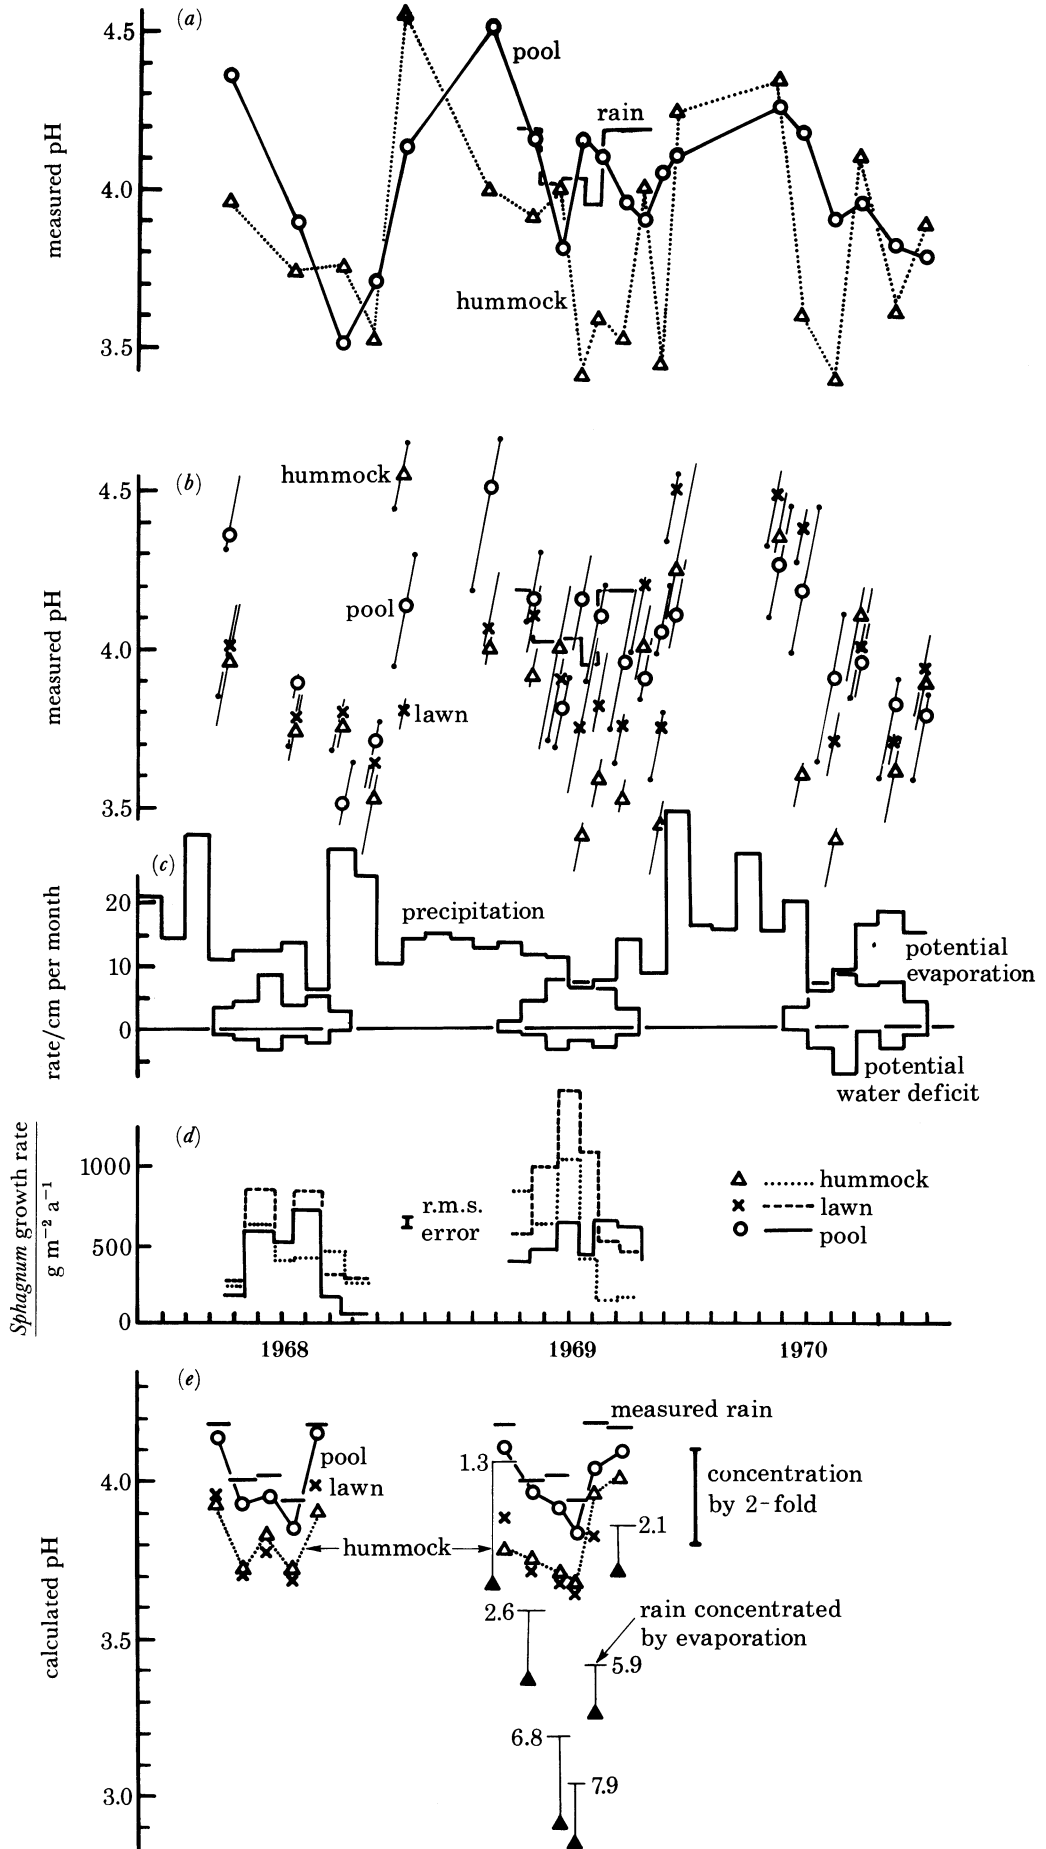 (a)
4.5
4.0
3.5
measured pH
pool
rain
hummock
(b)
4.5
4.0
3.5
measured pH
hummock
pool
lawn
(c)
20
10
0
rate/cm per month
precipitation
potential
evaporation
potential
water deficit
(d)
1000
500
0
Sphagnum growth rate
g m⁻² a⁻¹
r.m.s.
error
hummock
lawn
pool
1968
1969
1970
(e)
4.0
3.5
3.0
calculated pH
measured rain
pool
lawn
hummock
1.3
concentration
by 2-fold
2.1
2.6
rain concentrated
by evaporation
5.9
6.8
7.9